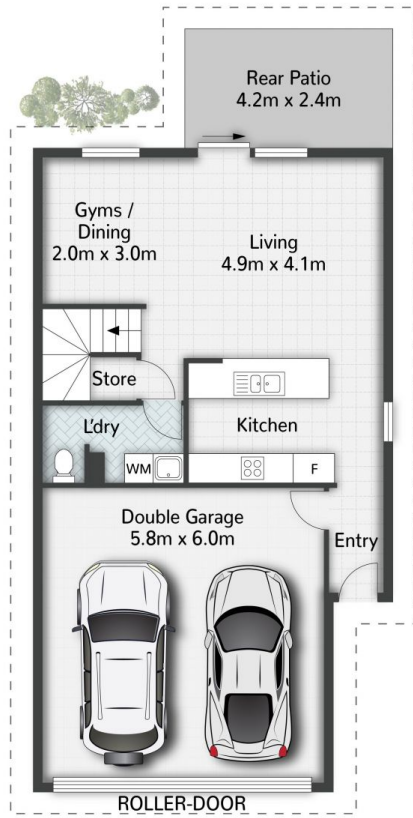 Rear Patio
4.2m x 2.4m
Gyms /
Dining
2.0m x 3.0m
Living
4.9m x 4.1m
Store
L'dry
Kitchen
WM
F
Double Garage
5.8m x 6.0m
Entry
ROLLER-DOOR